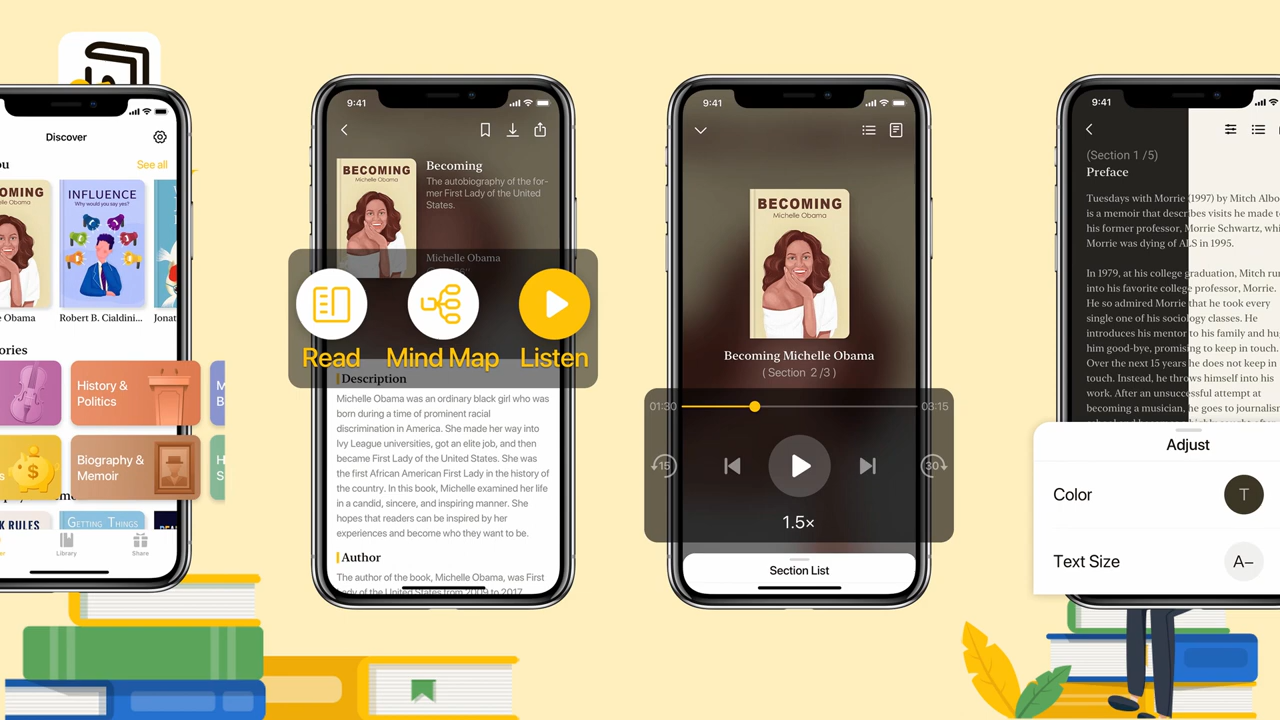 Discover
See all
BECOMING
INFLUENCE
Why would you say yes?
Obama
Robert B. Cialdini...
Jonat
History &
Politics
Biography &
Memoir
GETTING THINGS
Library
Share
9:41
BECOMING
Michelle Obama
Becoming
The autobiography of the for-
mer First Lady of the United
States.
Michelle Obama
Read
Mind Map
Listen
Description
Michelle Obama was an ordinary black girl who was
born during a time of prominent racial
discrimination in America. She made her way into
Ivy League universities, got an elite job, and then
became First Lady of the United States. She was
the first African American First Lady in the history of
the country. In this book, Michelle examined her life
in a candid, sincere, and inspiring manner. She
hopes that readers can be inspired by her
experiences and become who they want to be.
Author
The author of the book, Michelle Obama, was First
Lady of the United States from 2009 to 2017
9:41
BECOMING
Michelle Obama
Becoming Michelle Obama
( Section 2 /3 )
01:30
03:15
15
30
1.5×
Section List
9:41
(Section 1 /5)
Preface
Tuesdays with Morrie (1997) by Mitch Albo
is a memoir that describes visits he made t
his former professor, Morrie Schwartz, whi
Morrie was dying of ALS in 1995.
In 1979, at his college graduation, Mitch run
into his favorite college professor, Morrie.
He so admired Morrie that he took every
single one of his sociology classes. He
introduces his mentor to his family and hu
him good-bye, promising to keep in touch.
Over the next 15 years he does not keep in
touch. Instead, he throws himself into his
work. After an unsuccessful attempt at
becoming a musician, he goes to journalism
Adjust
Color
T
Text Size
A−